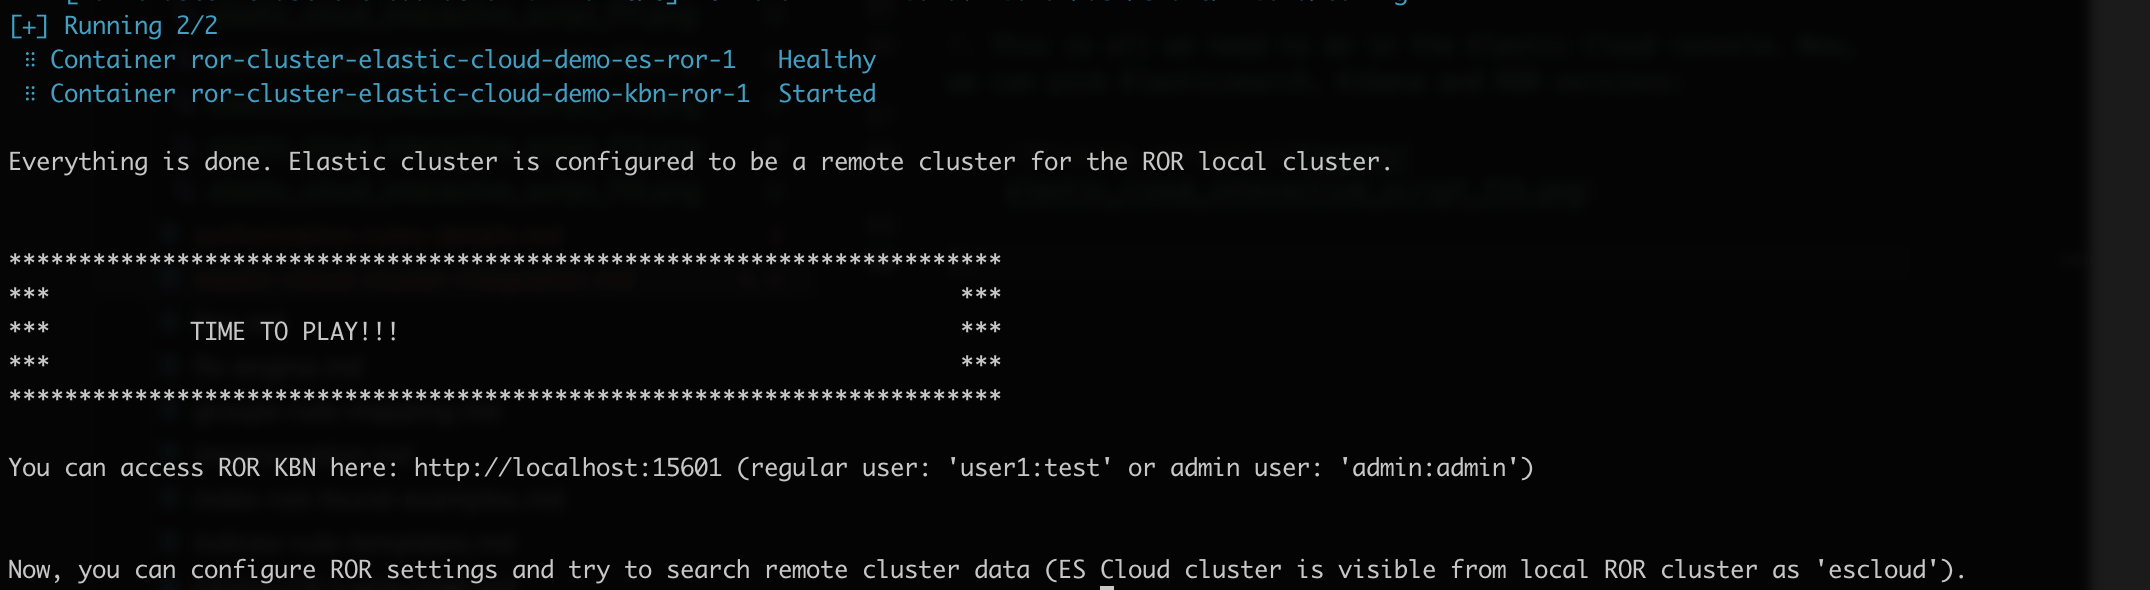 [+] Running 2/2
⠿ Container ror-cluster-elastic-cloud-demo-es-ror-1   Healthy
⠿ Container ror-cluster-elastic-cloud-demo-kbn-ror-1  Started
Everything is done. Elastic cluster is configured to be a remote cluster for the ROR local cluster.
***********************************************************************
***                                                                 ***
***          TIME TO PLAY!!!                                        ***
***                                                                 ***
***********************************************************************
You can access ROR KBN here: http://localhost:15601 (regular user: 'user1:test' or admin user: 'admin:admin')
Now, you can configure ROR settings and try to search remote cluster data (ES Cloud cluster is visible from local ROR cluster as 'escloud').